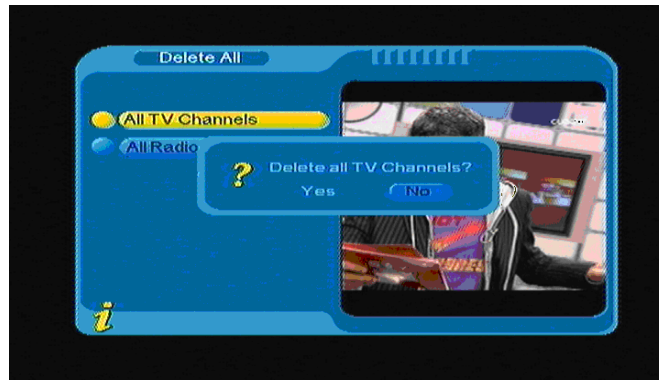 Delete All
All TV Channels
All Radio
Delete all TV Channels?
Yes
No